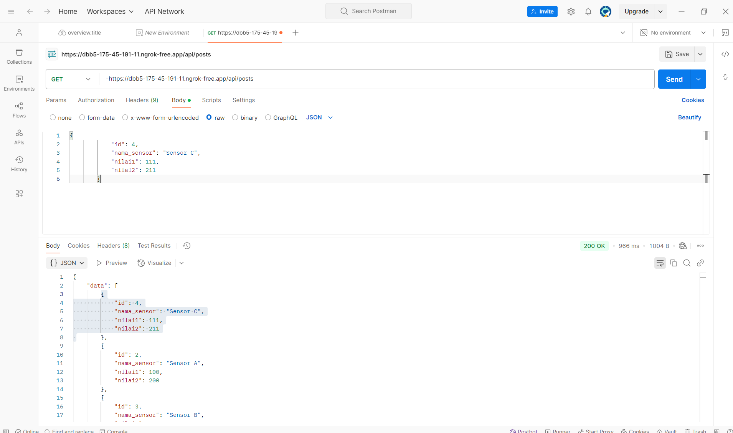 Home Workspaces API Network Search Postman Invite Upgrade
overview.title New Environment GET https://dbb5-175-45-19 No environment
https://dbb5-175-45-191-11.ngrok-free.app/api/posts Save
GET https://dbb5-175-45-191-11.ngrok-free.app/api/posts Send
Params Authorization Headers (9) Body Scripts Settings Cookies
none form-data x-www-form-urlencoded raw binary GraphQL JSON Beautify
1 {
2 "id": 4,
3 "nama_sensor": "Sensor C",
4 "nilai1": 111,
5 "nilai2": 211
6 }
Collections
Environments
Flows
APIs
History
Body Cookies Headers (8) Test Results 200 OK 966 ms 1004 B
{} JSON Preview Visualize
1 {
2 "data": [
3 {
4 "id": 4,
5 "nama_sensor": "Sensor C",
6 "nilai1": 111,
7 "nilai2": 211
8 },
9 {
10 "id": 2,
11 "nama_sensor": "Sensor A",
12 "nilai1": 100,
13 "nilai2": 200
14 },
15 {
16 "id": 3,
17 "nama_sensor": "Sensor B",
Online Find and replace Console Postbot Runner Start Proxy Cookies Vault Trash